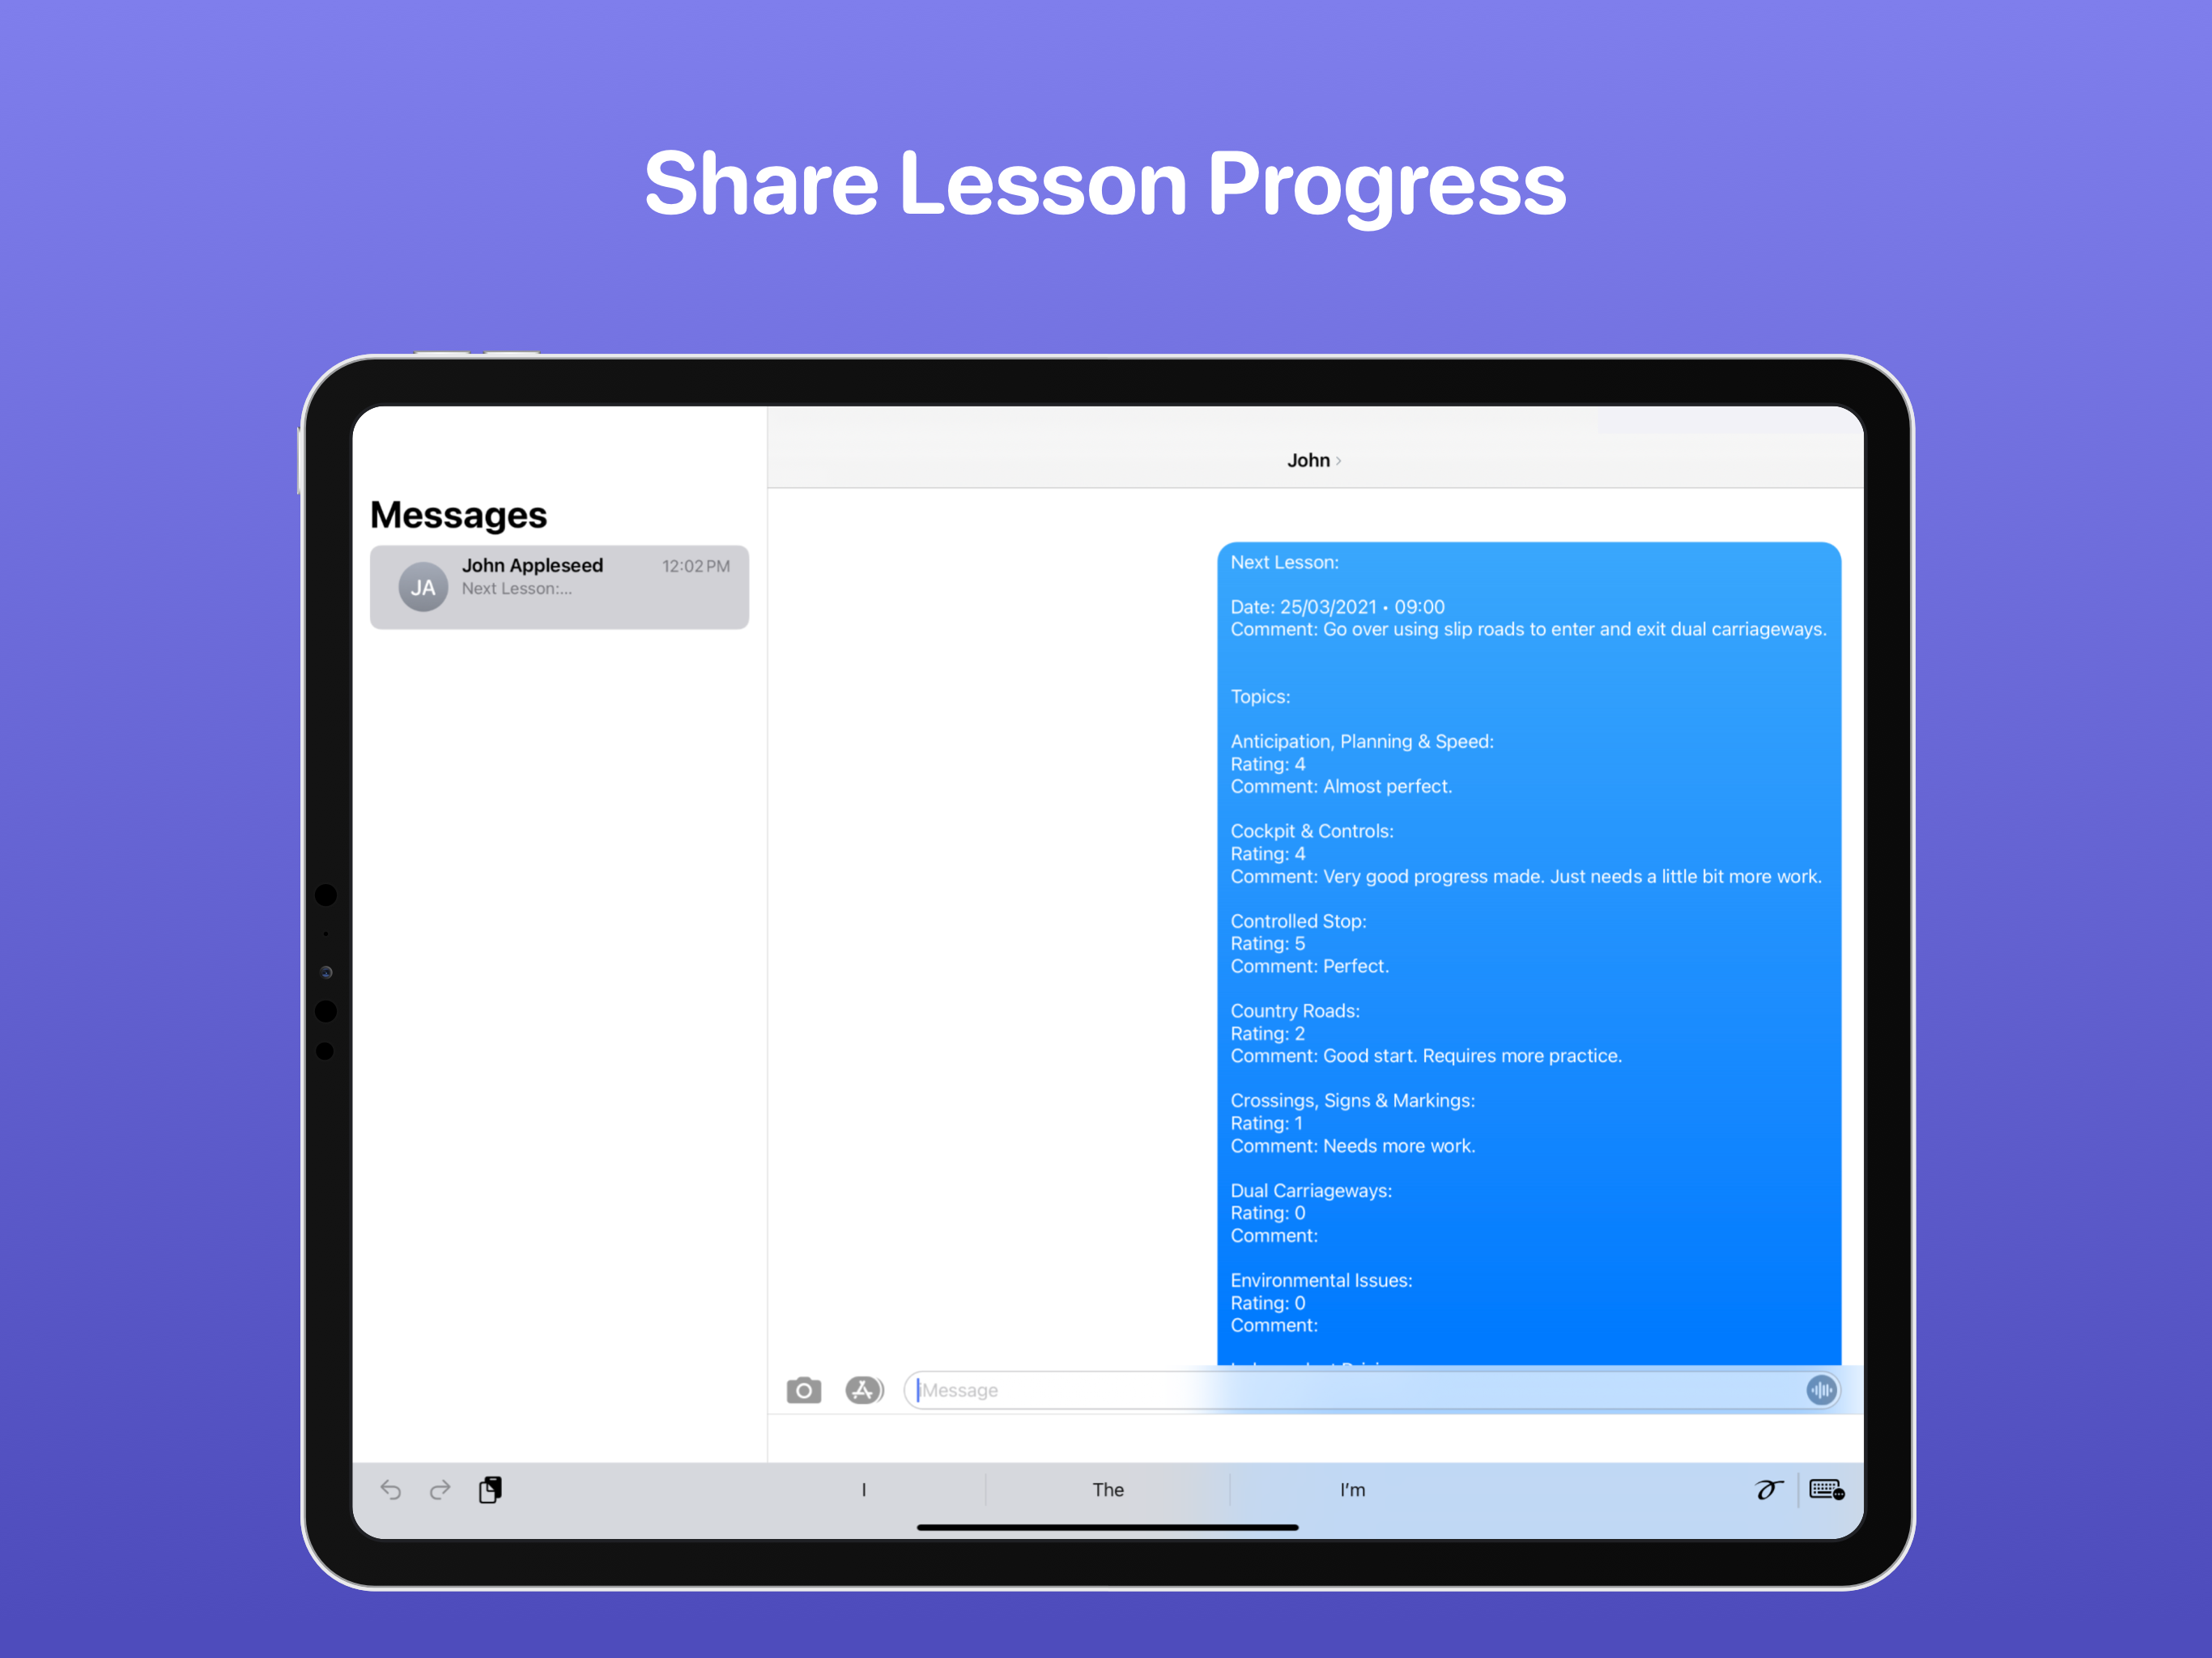 Share Lesson Progress
Messages
JA
John Appleseed
12:02 PM
Next Lesson:...
John
Next Lesson:
Date: 25/03/2021 • 09:00
Comment: Go over using slip roads to enter and exit dual carriageways.
Topics:
Anticipation, Planning & Speed:
Rating: 4
Comment: Almost perfect.
Cockpit & Controls:
Rating: 4
Comment: Very good progress made. Just needs a little bit more work.
Controlled Stop:
Rating: 5
Comment: Perfect.
Country Roads:
Rating: 2
Comment: Good start. Requires more practice.
Crossings, Signs & Markings:
Rating: 1
Comment: Needs more work.
Dual Carriageways:
Rating: 0
Comment:
Environmental Issues:
Rating: 0
Comment:
iMessage
I
The
I'm